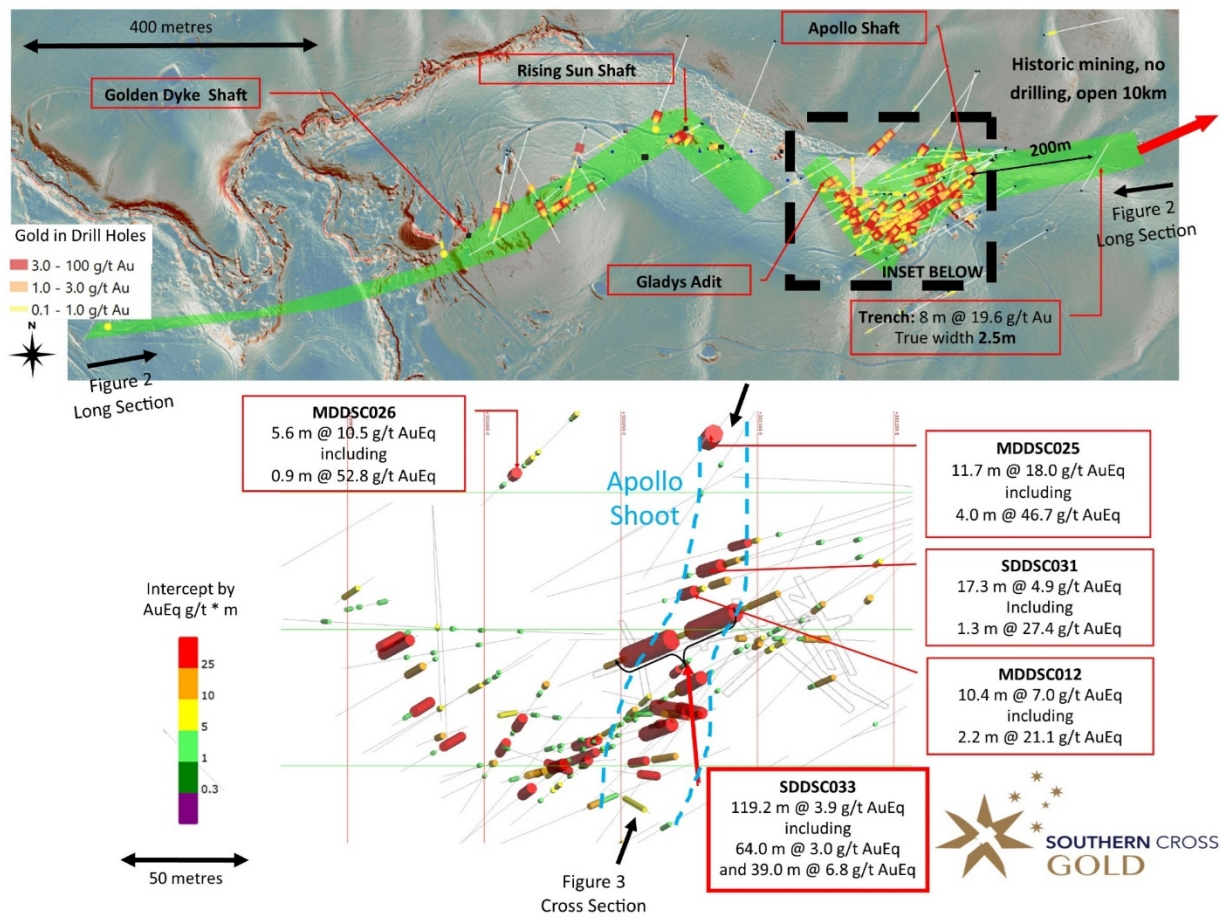 400 metres
Apollo Shaft
Rising Sun Shaft
Golden Dyke Shaft
Historic mining, no
drilling, open 10km
200m
Figure 2
Long Section
Gold in Drill Holes
3.0 - 100 g/t Au
1.0 - 3.0 g/t Au
0.1 - 1.0 g/t Au
N
Gladys Adit
INSET BELOW
Trench: 8 m @ 19.6 g/t Au
True width 2.5m
Figure 2
Long Section
MDDSC026
5.6 m @ 10.5 g/t AuEq
including
0.9 m @ 52.8 g/t AuEq
Apollo
Shoot
MDDSC025
11.7 m @ 18.0 g/t AuEq
including
4.0 m @ 46.7 g/t AuEq
SDDSC031
17.3 m @ 4.9 g/t AuEq
Including
1.3 m @ 27.4 g/t AuEq
MDDSC012
10.4 m @ 7.0 g/t AuEq
including
2.2 m @ 21.1 g/t AuEq
Intercept by
AuEq g/t * m
25
10
5
1
0.3
50 metres
SDDSC033
119.2 m @ 3.9 g/t AuEq
including
64.0 m @ 3.0 g/t AuEq
and 39.0 m @ 6.8 g/t AuEq
Figure 3
Cross Section
SOUTHERN CROSS
GOLD